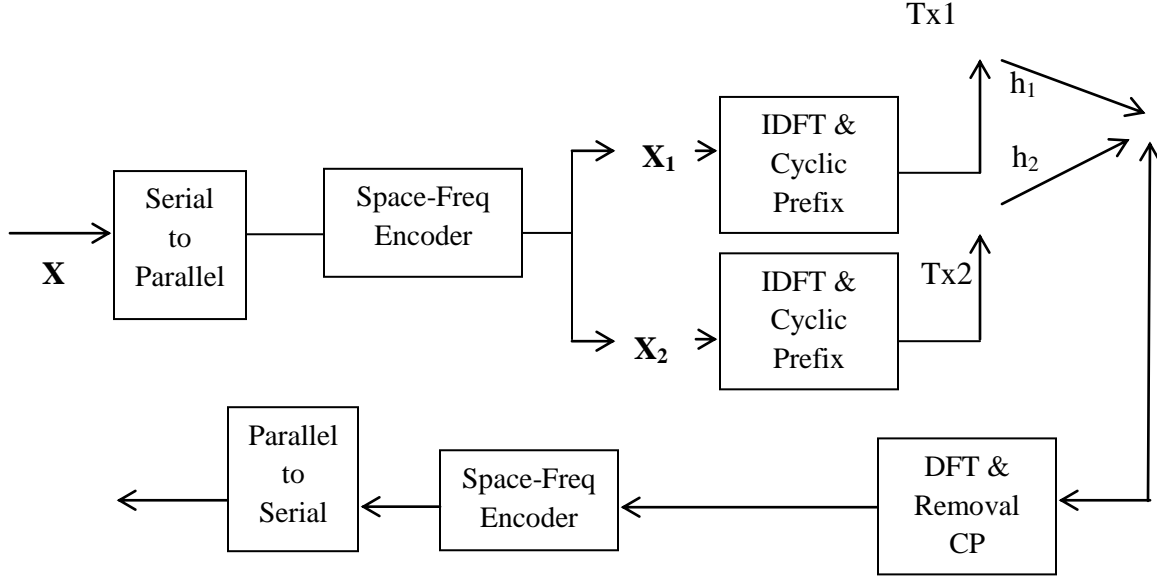 Tx1
h₁
h₂
IDFT &
Cyclic
Prefix
X₁
Serial
to
Parallel
Space-Freq
Encoder
X
Tx2
IDFT &
Cyclic
Prefix
X₂
Parallel
to
Serial
Space-Freq
Encoder
DFT &
Removal
CP